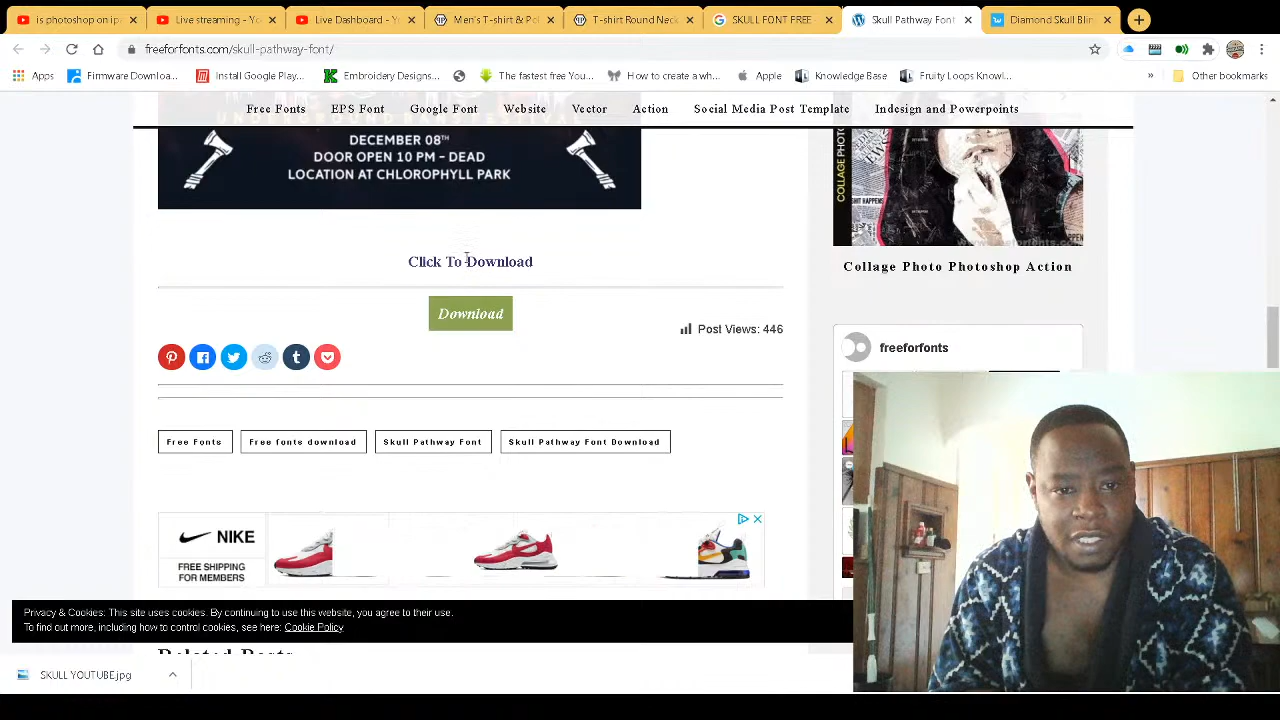 is photoshop on ip
Live streaming - Yo
Live Dashboard - Yo
Men's T-shirt & Po
T-shirt Round Neck
SKULL FONT FREE
Skull Pathway Font
Diamond Skull Blin
freeforfonts.com/skull-pathway-font/
Apps
Firmware Downloa...
Install Google Play...
Embroidery Designs...
The fastest free You...
How to create a wh...
Apple
Knowledge Base
Fruity Loops Knowl...
»
Other bookmarks
Free Fonts
EPS Font
Google Font
Website
Vector
Action
Social Media Post Template
Indesign and Powerpoints
DECEMBER 08TH
DOOR OPEN 10 PM - DEAD
LOCATION AT CHLOROPHYLL PARK
COLLAGE PHOTO
Click To Download
Collage Photo Photoshop Action
Download
Post Views: 446
freeforfonts
Free Fonts
Free fonts download
Skull Pathway Font
Skull Pathway Font Download
NIKE
FREE SHIPPING
FOR MEMBERS
Privacy & Cookies: This site uses cookies. By continuing to use this website, you agree to their use.
To find out more, including how to control cookies, see here: Cookie Policy
Related Posts
SKULL YOUTUBE.jpg